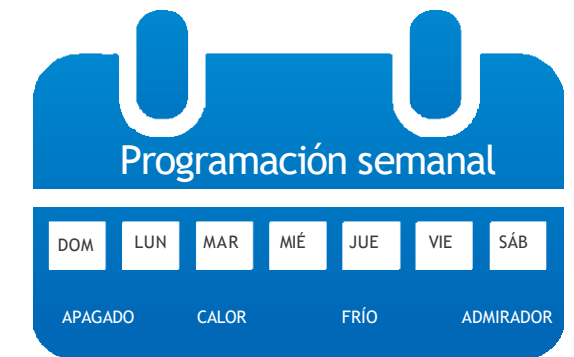 Programación semanal
DOM LUN MAR MIÉ JUE VIE SÁB
APAGADO CALOR FRÍO ADMIRADOR